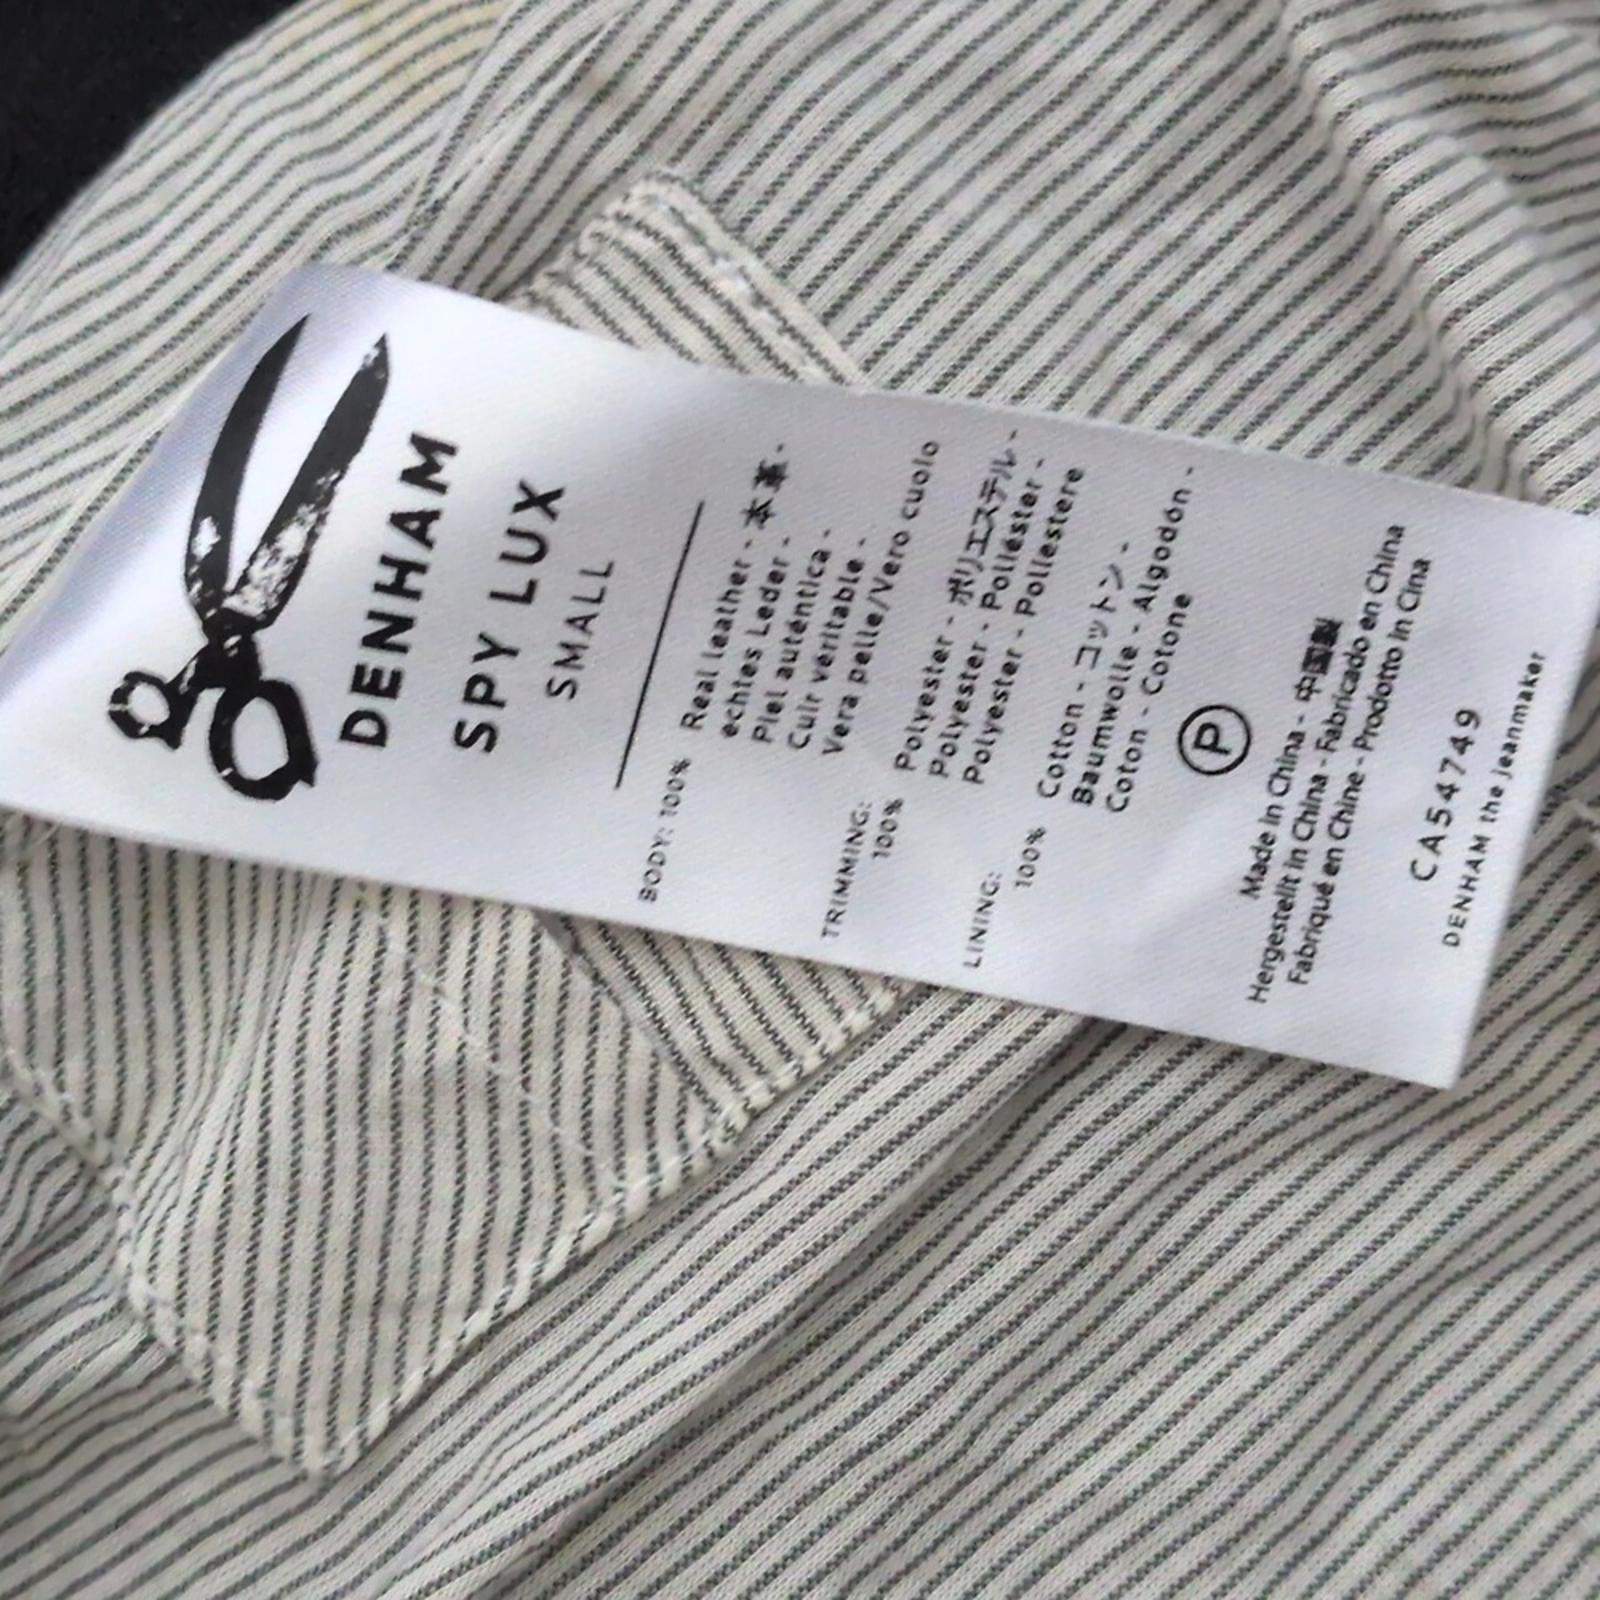 DENHAM
SPY LUX
SMALL
BODY: 100% Real leather - 本革 -
echtes Leder -
Piel auténtica -
Cuir véritable -
Vera pelle/Vero cuoio
TRIMMING:
100% Polyester - ポリエステル -
Polyester - Poliéster -
Polyester - Poliestere
LINING:
100% Cotton - コットン -
Baumwolle - Algodón -
Coton - Cotone
P
Made in China - 中国製
Hergestellt in China - Fabricado en China
Fabriqué en Chine - Prodotto in Cina
CA54749
DENHAM the jeanmaker